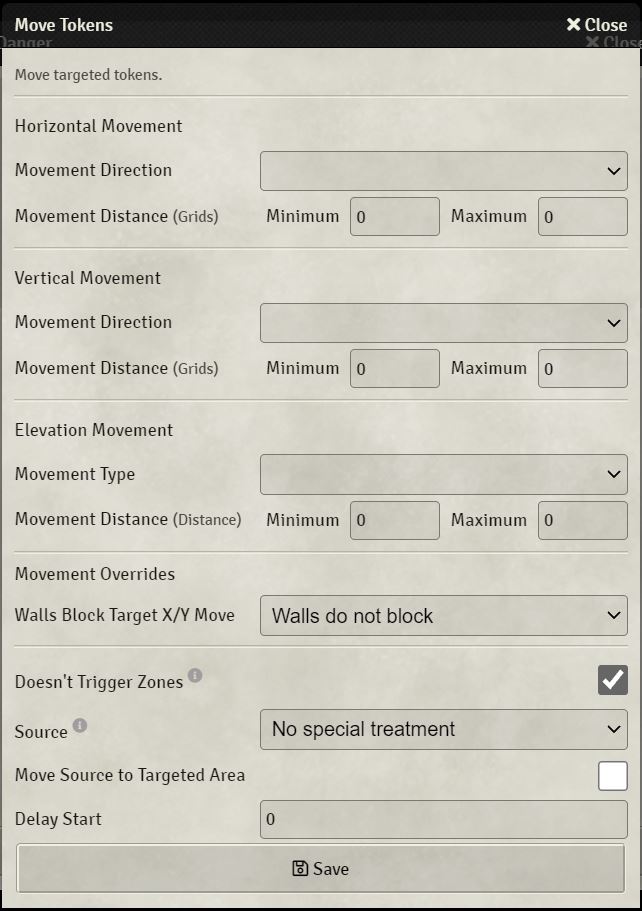 Move Tokens
Close
Danger
Close
Move targeted tokens.
Horizontal Movement
Movement Direction
Movement Distance (Grids) Minimum 0 Maximum 0
Vertical Movement
Movement Direction
Movement Distance (Grids) Minimum 0 Maximum 0
Elevation Movement
Movement Type
Movement Distance (Distance) Minimum 0 Maximum 0
Movement Overrides
Walls Block Target X/Y Move Walls do not block
Doesn't Trigger Zones
Source No special treatment
Move Source to Targeted Area
Delay Start 0
Save